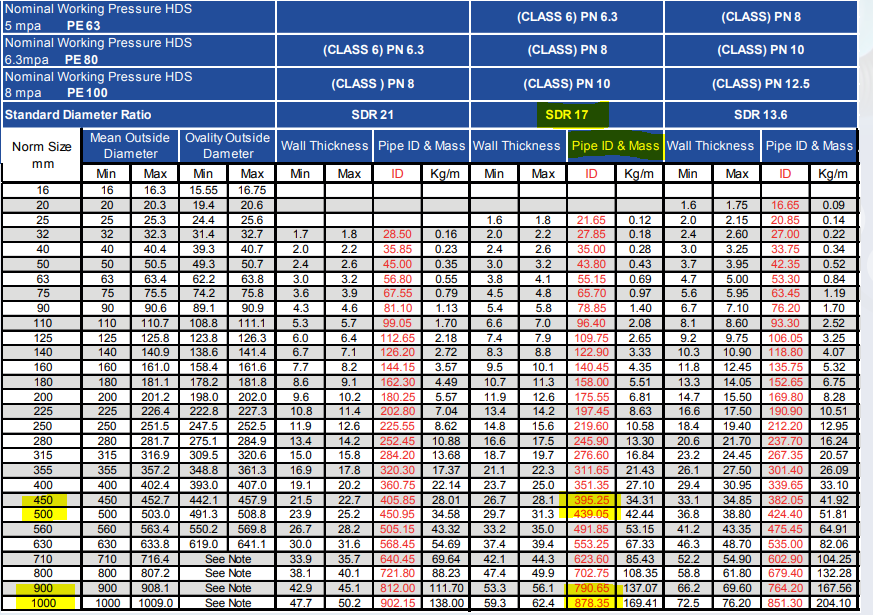 Nominal Working Pressure HDS (CLASS 6) PN 6.3 (CLASS) PN 8
5 mpa PE 63
Nominal Working Pressure HDS (CLASS 6) PN 6.3 (CLASS) PN 8 (CLASS) PN 10
6.3mpa PE 80
Nominal Working Pressure HDS (CLASS ) PN 8 (CLASS) PN 10 (CLASS) PN 12.5
8 mpa PE100
Standard Diameter Ratio SDR 21 SDR 17 SDR 13.6
Norm Size mm Mean Outside Diameter Ovality Outside Dameter Wall Thickness Pipe ID & Mass Wall Thickness Pipe ID & Mass Wall Thickness Pipe ID & Mass
Min Max Min Max Min Max ID Kg/m Min Max ID Kg/m Min Max ID Kg/m
16 16 16.3 15.55 16.75
20 20 20.3 19.4 20.6 1.6 1.75 16.65 0.09
25 25 25.3 24.4 25.6 1.6 1.8 21.65 0.12 2.0 2.15 20.85 0.14
32 32 32.3 31.4 32.7 1.7 1.8 28.50 0.16 2.0 2.2 27.85 0.18 2.4 2.60 27.00 0.22
40 40 40.4 39.3 40.7 2.0 2.2 35.85 0.23 2.4 2.6 35.00 0.28 3.0 3.25 33.75 0.34
50 50 50.5 49.3 50.7 2.4 2.6 45.00 0.35 3.0 3.2 43.80 0.43 3.7 3.95 42.35 0.52
63 63 63.4 62.2 63.8 3.0 3.2 56.80 0.55 3.8 4.1 55.15 0.69 4.7 5.00 53.30 0.84
75 75 75.5 74.2 75.8 3.6 3.9 67.55 0.79 4.5 4.8 65.70 0.97 5.6 5.95 63.45 1.19
90 90 90.6 89.1 90.9 4.3 4.6 81.10 1.13 5.4 5.8 78.85 1.40 6.7 7.10 76.20 1.70
110 110 110.7 108.8 111.1 5.3 5.7 99.05 1.70 6.6 7.0 96.40 2.08 8.1 8.60 93.30 2.52
125 125 125.8 123.8 126.3 6.0 6.4 112.65 2.18 7.4 7.9 109.75 2.65 9.2 9.75 106.05 3.25
140 140 140.9 138.6 141.4 6.7 7.1 126.20 2.72 8.3 8.8 122.90 3.33 10.3 10.90 118.80 4.07
160 160 161.0 158.4 161.6 7.7 8.2 144.15 3.57 9.5 10.1 140.45 4.35 11.8 12.45 135.75 5.32
180 180 181.1 178.2 181.8 8.6 9.1 162.30 4.49 10.7 11.3 158.00 5.51 13.3 14.05 152.65 6.75
200 200 201.2 198.0 202.0 9.6 10.2 180.25 5.57 11.9 12.6 175.55 6.81 14.7 15.50 169.80 8.28
225 225 226.4 222.8 227.3 10.8 11.4 202.80 7.04 13.4 14.2 197.45 8.63 16.6 17.50 190.90 10.51
250 250 251.5 247.5 252.5 11.9 12.6 225.55 8.62 14.8 15.6 219.60 10.58 18.4 19.40 212.20 12.95
280 280 281.7 275.1 284.9 13.4 14.2 252.45 10.88 16.6 17.5 245.90 13.30 20.6 21.70 237.70 16.24
315 315 316.9 309.5 320.6 15.0 15.8 284.20 13.68 18.7 19.7 276.60 16.84 23.2 24.45 267.35 20.57
355 355 357.2 348.8 361.3 16.9 17.8 320.30 17.37 21.1 22.3 311.65 21.43 26.1 27.50 301.40 26.09
400 400 402.4 393.0 407.0 19.1 20.2 360.75 22.14 23.7 25.0 351.35 27.10 29.4 30.95 339.65 33.10
450 450 452.7 442.1 457.9 21.5 22.7 405.85 28.01 26.7 28.1 395.25 34.31 33.1 34.85 382.05 41.92
500 500 503.0 491.3 508.8 23.9 25.2 450.95 34.58 29.7 31.3 439.05 42.44 36.8 38.80 424.40 51.81
560 560 563.4 550.2 569.8 26.7 28.2 505.15 43.32 33.2 35.0 491.85 53.15 41.2 43.35 475.45 64.91
630 630 633.8 619.0 641.1 30.0 31.6 568.45 54.69 37.4 39.4 553.25 67.33 46.3 48.70 535.00 82.06
710 710 716.4 See Note 33.9 35.7 640.45 69.64 42.1 44.3 623.60 85.43 52.2 54.90 602.90 104.25
800 800 807.2 See Note 38.1 40.1 721.80 88.23 47.4 49.9 702.75 108.35 58.8 61.80 679.40 132.28
900 900 908.1 See Note 42.9 45.1 812.00 111.70 53.3 56.1 790.65 137.07 66.2 69.60 764.20 167.56
1000 1000 1009.0 See Note 47.7 50.2 902.15 138.00 59.3 62.4 878.35 169.41 72.5 76.20 851.30 204.10